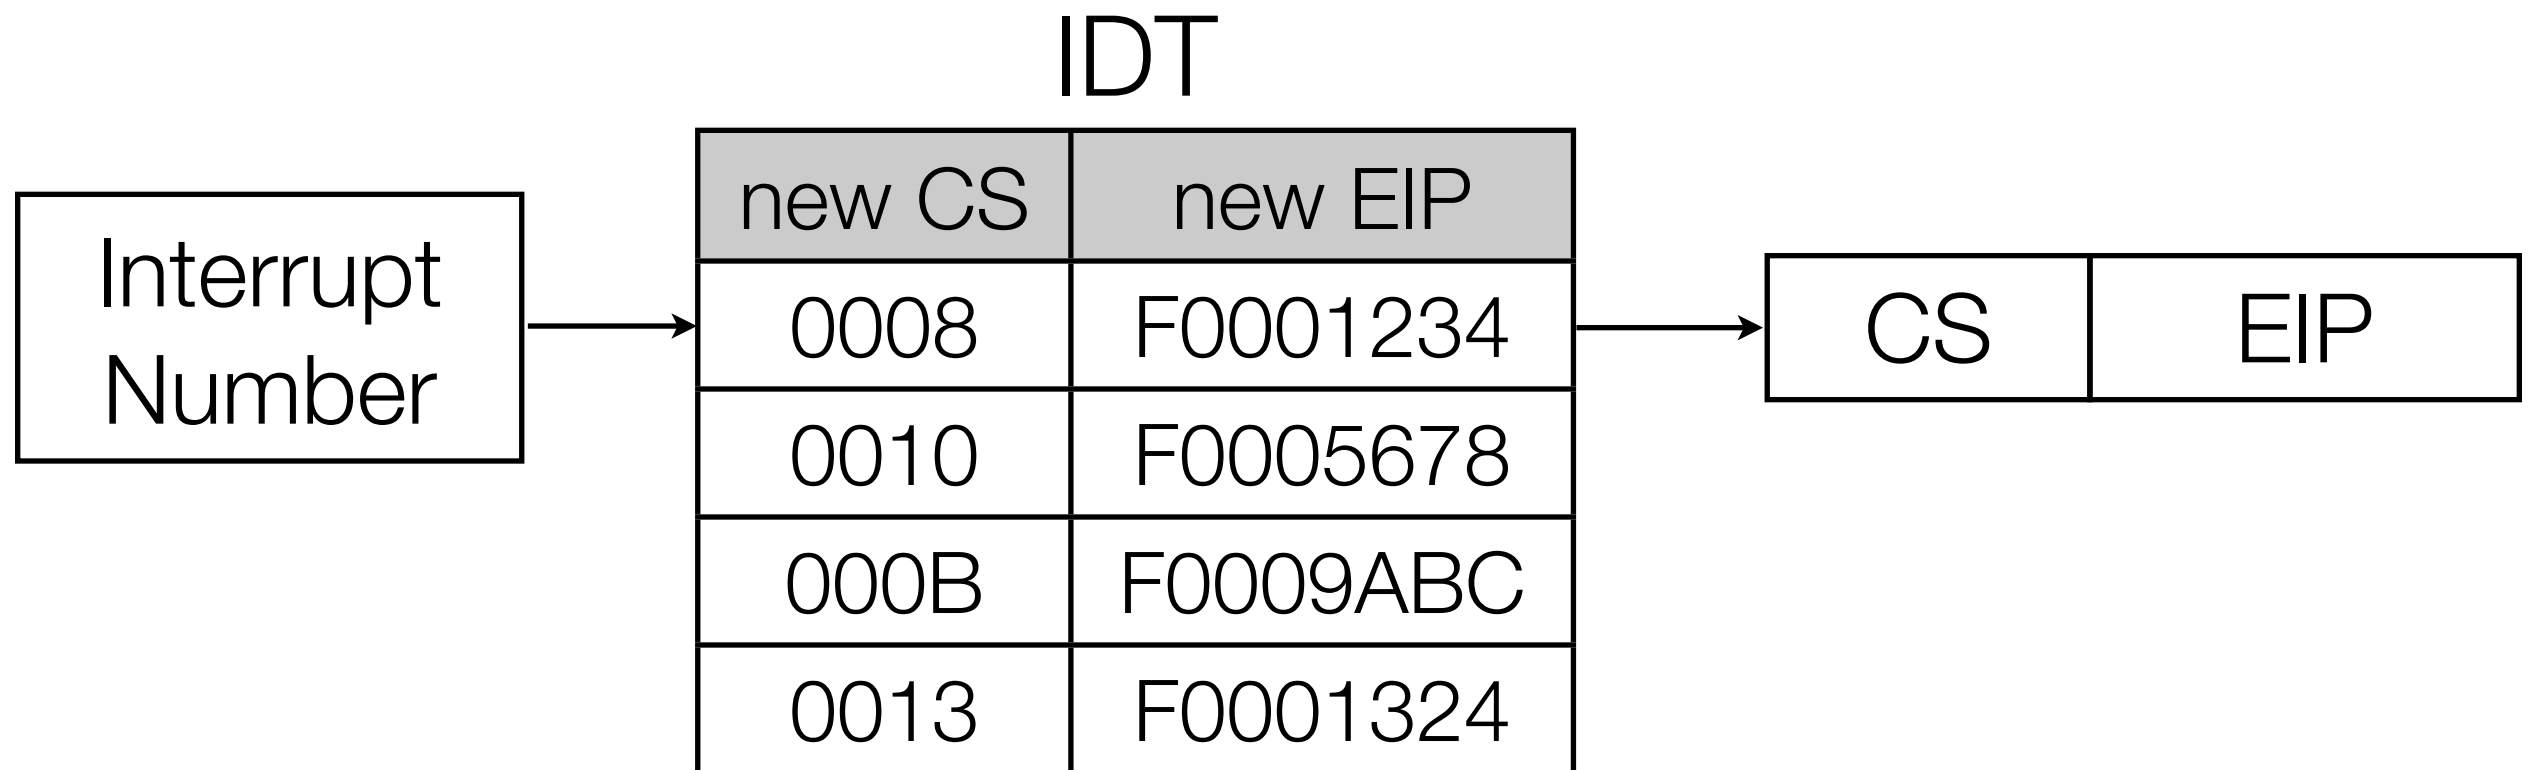 IDT
Interrupt
Number
new CS new EIP
0008 F0001234
0010 F0005678
000B F0009ABC
0013 F0001324
CS EIP